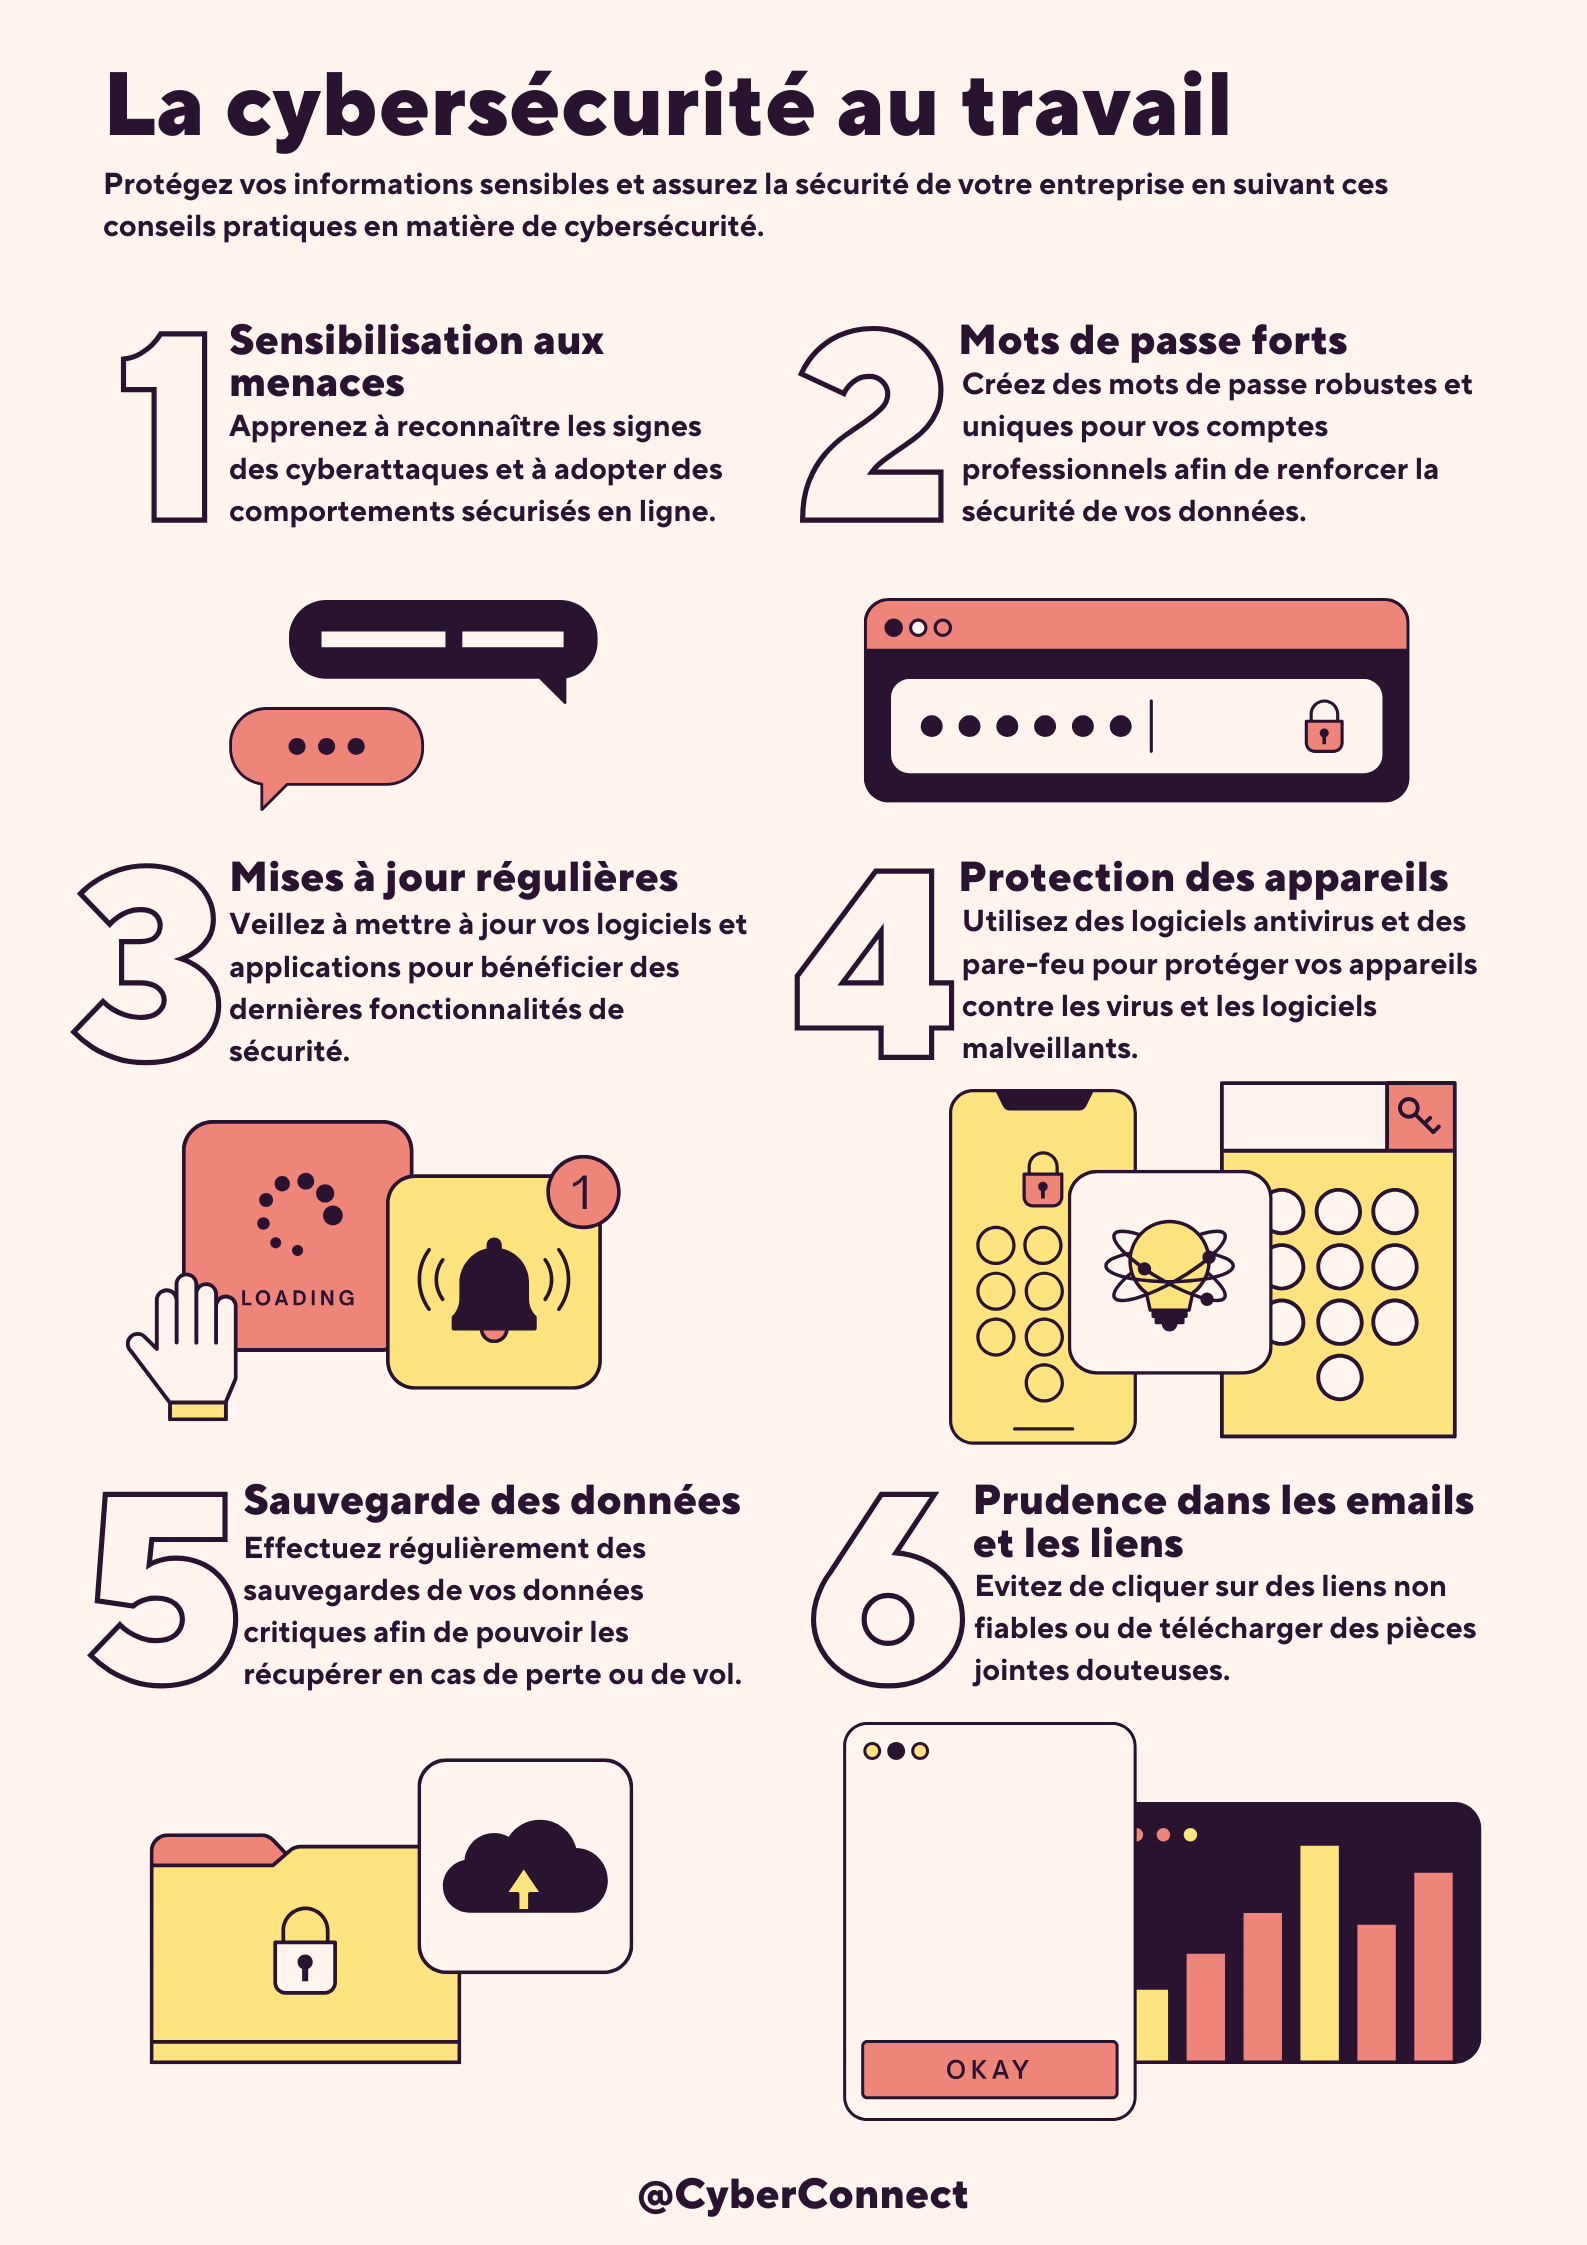 La cybersécurité au travail
Protégez vos informations sensibles et assurez la sécurité de votre entreprise en suivant ces
conseils pratiques en matière de cybersécurité.
1
Sensibilisation aux
menaces
Apprenez à reconnaître les signes
des cyberattaques et à adopter des
comportements sécurisés en ligne.
2
Mots de passe forts
Créez des mots de passe robustes et
uniques pour vos comptes
professionnels afin de renforcer la
sécurité de vos données.
3
Mises à jour régulières
Veillez à mettre à jour vos logiciels et
applications pour bénéficier des
dernières fonctionnalités de
sécurité.
LOADING
1
4
Protection des appareils
Utilisez des logiciels antivirus et des
pare-feu pour protéger vos appareils
contre les virus et les logiciels
malveillants.
5
Sauvegarde des données
Effectuez régulièrement des
sauvegardes de vos données
critiques afin de pouvoir les
récupérer en cas de perte ou de vol.
6
Prudence dans les emails
et les liens
Evitez de cliquer sur des liens non
fiables ou de télécharger des pièces
jointes douteuses.
OKAY
@CyberConnect